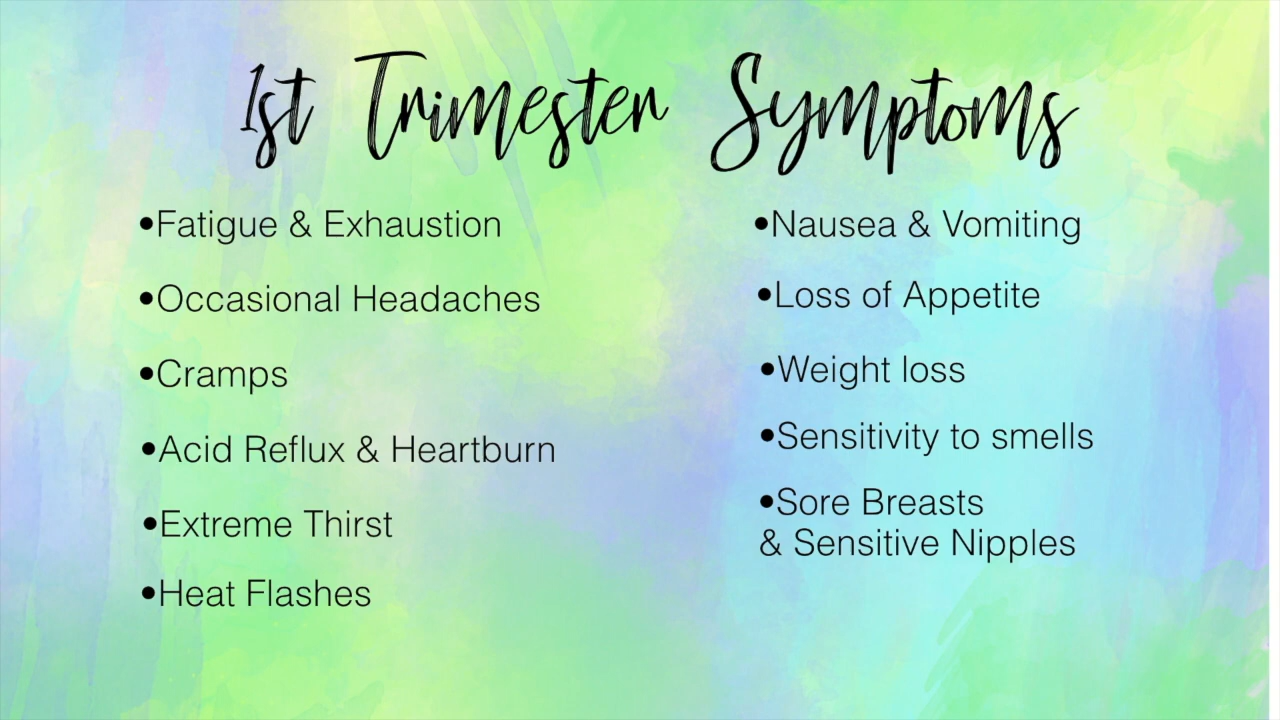 1st Trimester Symptoms
•Fatigue & Exhaustion
•Occasional Headaches
•Cramps
•Acid Reflux & Heartburn
•Extreme Thirst
•Heat Flashes
•Nausea & Vomiting
•Loss of Appetite
•Weight loss
•Sensitivity to smells
•Sore Breasts
& Sensitive Nipples